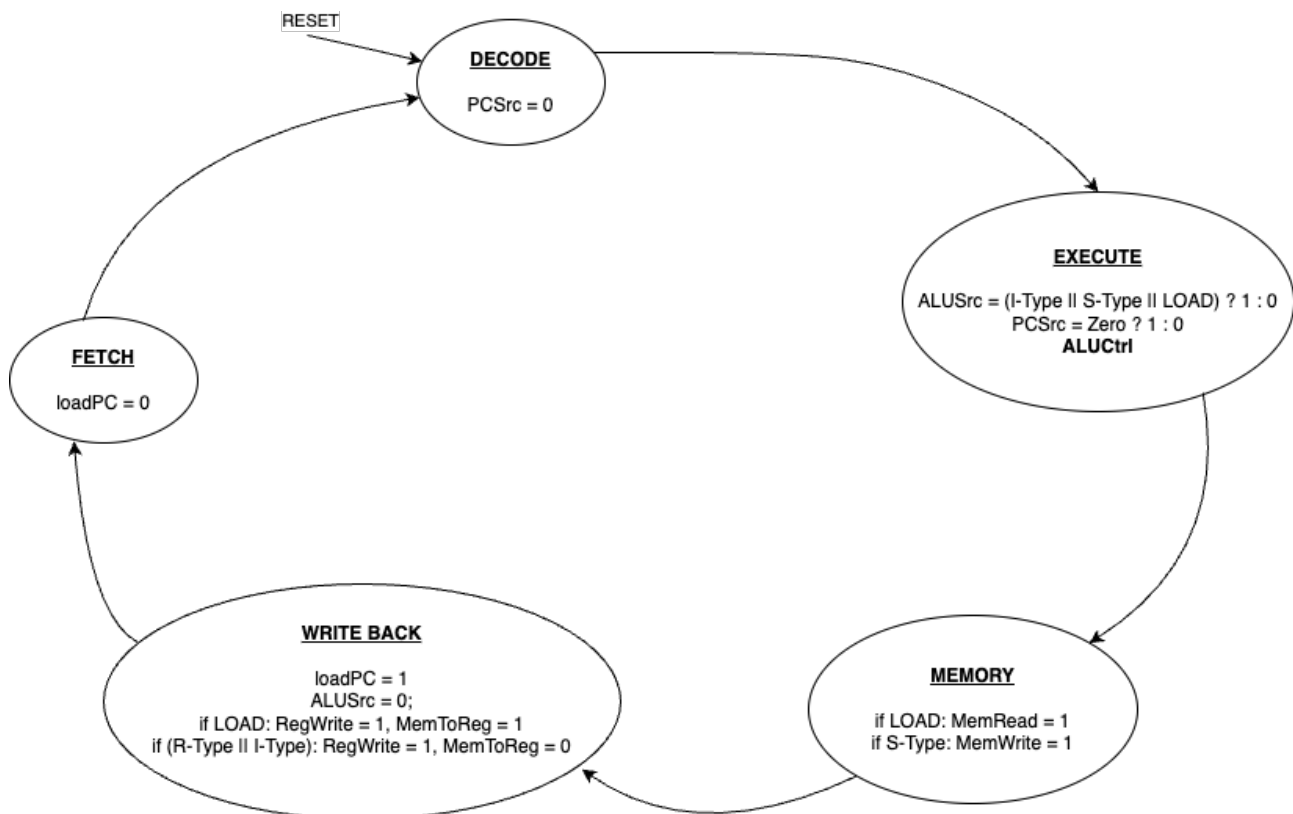 RESET
DECODE
PCSrc = 0
EXECUTE
ALUSrc = (I-Type || S-Type || LOAD) ? 1 : 0
PCSrc = Zero ? 1 : 0
ALUCtrl
FETCH
loadPC = 0
WRITE BACK
loadPC = 1
ALUSrc = 0;
if LOAD: RegWrite = 1, MemToReg = 1
if (R-Type || I-Type): RegWrite = 1, MemToReg = 0
MEMORY
if LOAD: MemRead = 1
if S-Type: MemWrite = 1